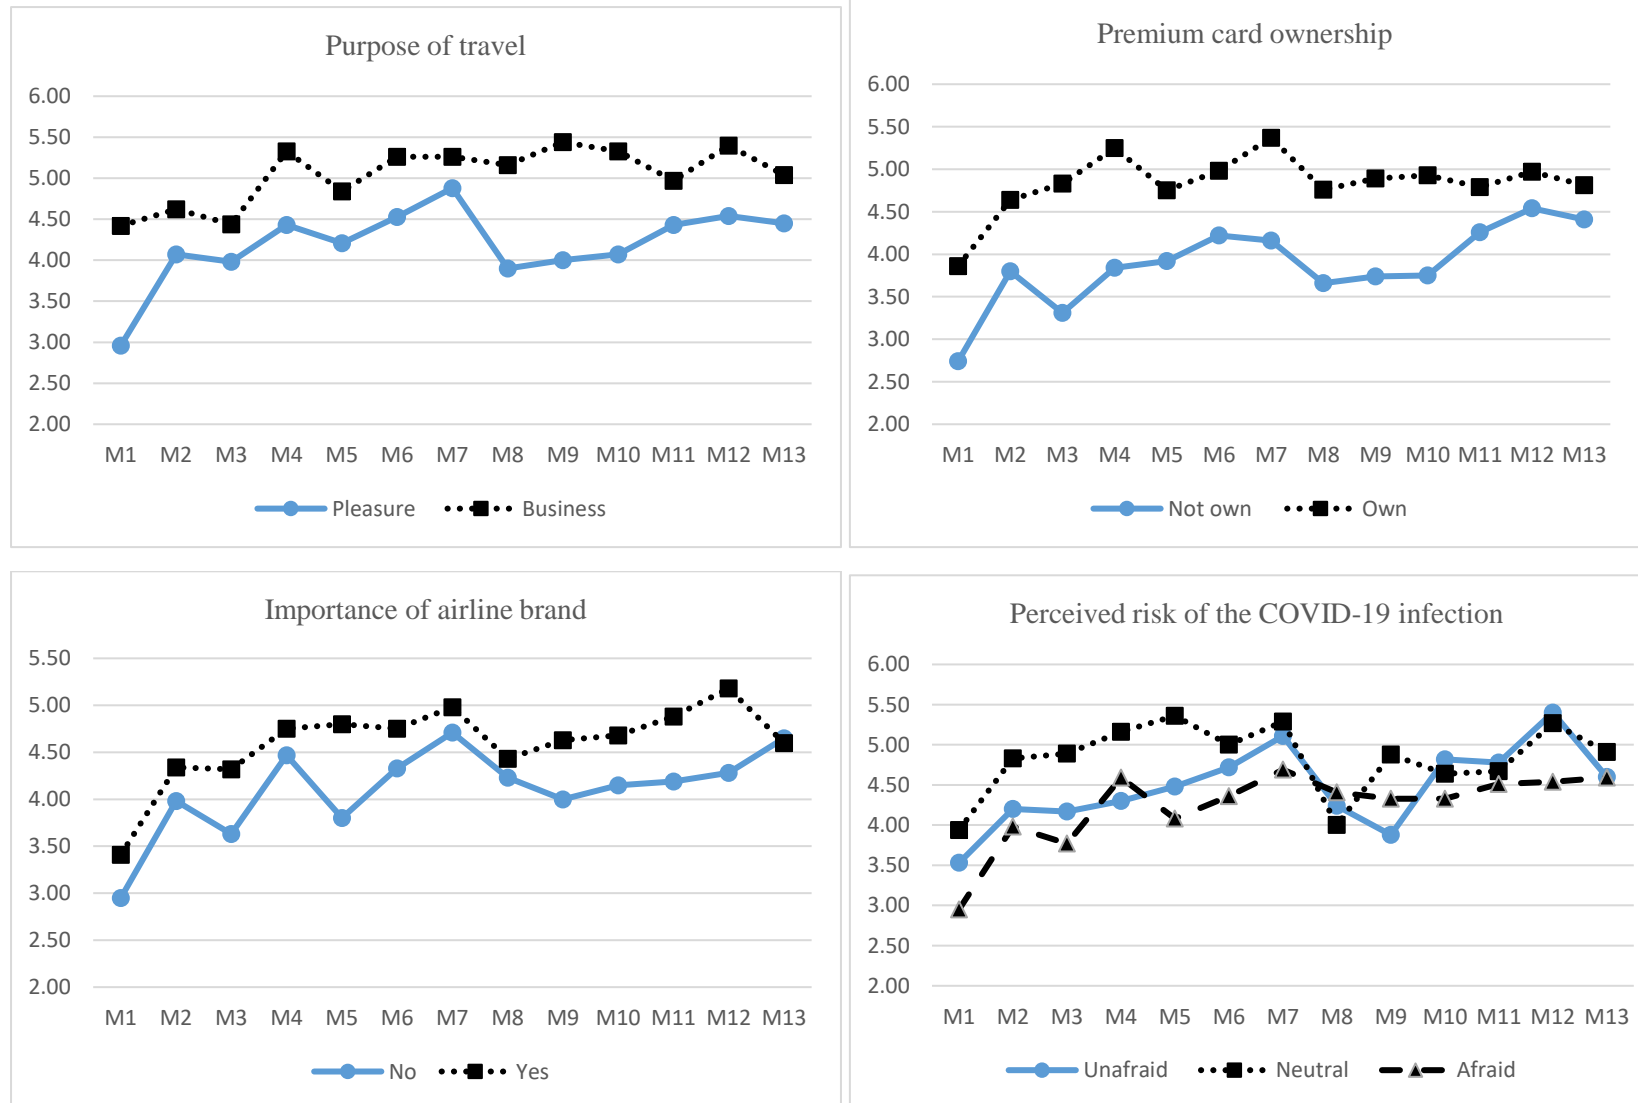 Purpose of travel
6.00
5.50
5.00
4.50
4.00
3.50
3.00
2.50
2.00
M1 M2 M3 M4 M5 M6 M7 M8 M9 M10 M11 M12 M13
Pleasure Business
Premium card ownership
6.00
5.50
5.00
4.50
4.00
3.50
3.00
2.50
2.00
M1 M2 M3 M4 M5 M6 M7 M8 M9 M10 M11 M12 M13
Not own Own
Importance of airline brand
5.50
5.00
4.50
4.00
3.50
3.00
2.50
2.00
M1 M2 M3 M4 M5 M6 M7 M8 M9 M10 M11 M12 M13
No Yes
Perceived risk of the COVID-19 infection
6.00
5.50
5.00
4.50
4.00
3.50
3.00
2.50
2.00
M1 M2 M3 M4 M5 M6 M7 M8 M9 M10 M11 M12 M13
Unafraid Neutral Afraid